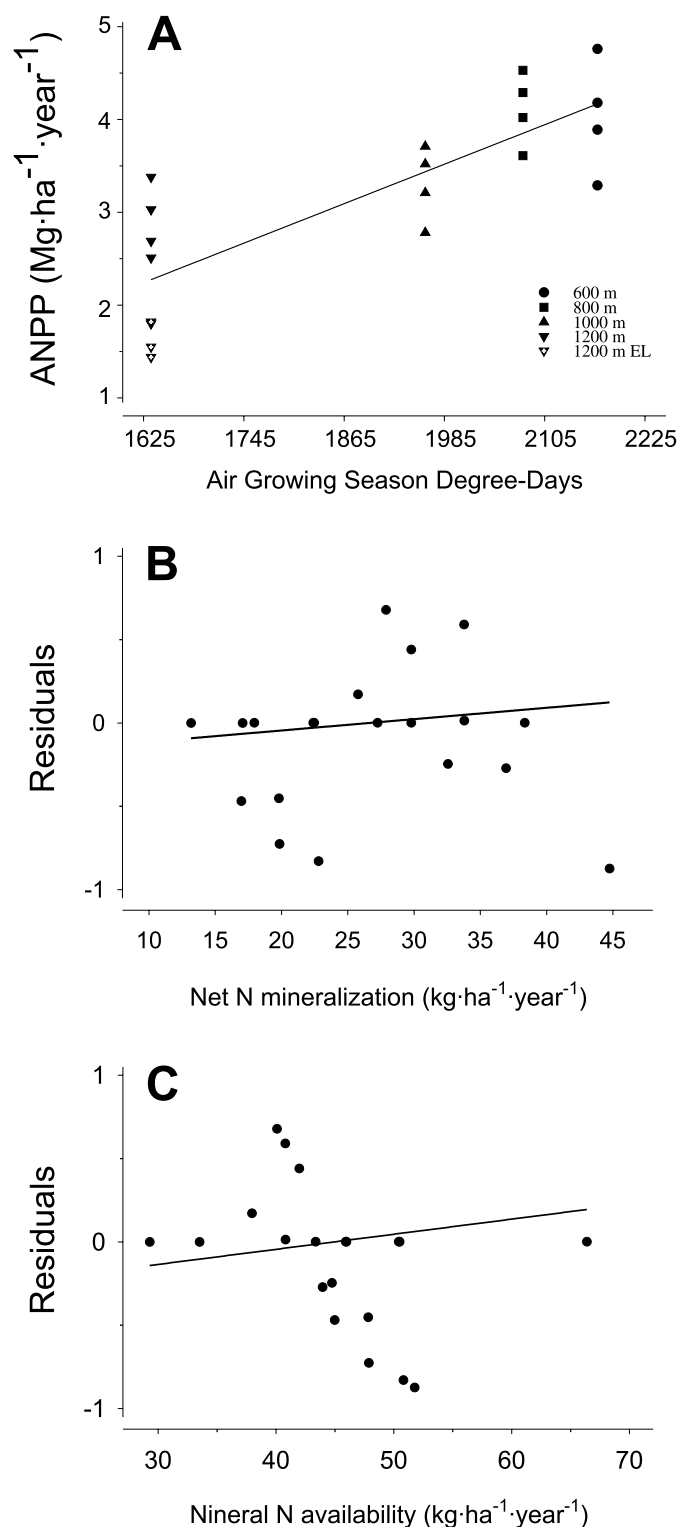 A
5
4
3
2
1
ANPP (Mg·ha⁻¹·year⁻¹)
600 m
800 m
1000 m
1200 m
1200 m EL
1625 1745 1865 1985 2105 2225
Air Growing Season Degree-Days
B
1
0
-1
Residuals
10 15 20 25 30 35 40 45
Net N mineralization (kg·ha⁻¹·year⁻¹)
C
1
0
-1
Residuals
30 40 50 60 70
Nineral N availability (kg·ha⁻¹·year⁻¹)